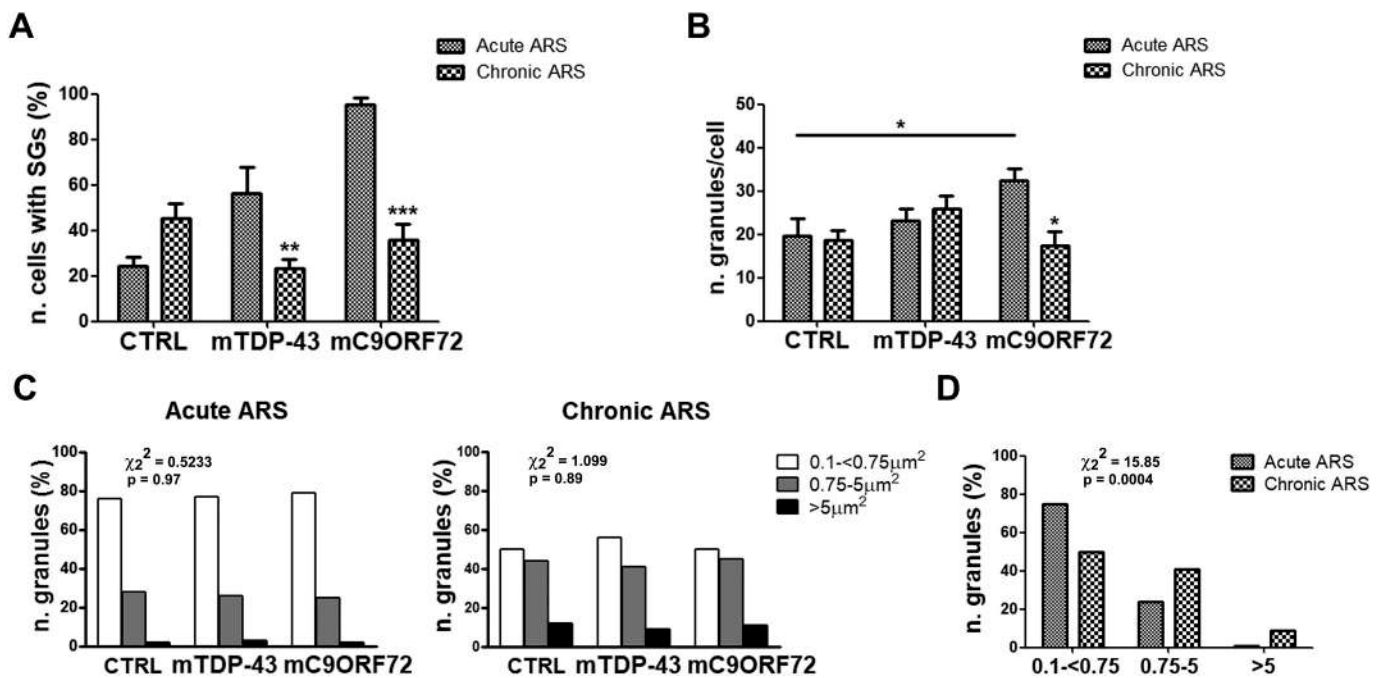 A
Acute ARS
Chronic ARS
n. cells with SGs (%)
100
80
60
40
20
0
**
***
CTRL mTDP-43 mC9ORF72
B
Acute ARS
Chronic ARS
n. granules/cell
50
40
30
20
10
0
*
*
CTRL mTDP-43 mC9ORF72
C
Acute ARS
n. granules (%)
100
80
60
40
20
0
χ2² = 0.5233
p = 0.97
CTRL mTDP-43 mC9ORF72
Chronic ARS
n. granules (%)
100
80
60
40
20
0
χ2² = 1.099
p = 0.89
CTRL mTDP-43 mC9ORF72
0.1-<0.75μm²
0.75-5μm²
>5μm²
D
n. granules (%)
100
80
60
40
20
0
χ2² = 15.85
p = 0.0004
Acute ARS
Chronic ARS
0.1-<0.75 0.75-5 >5